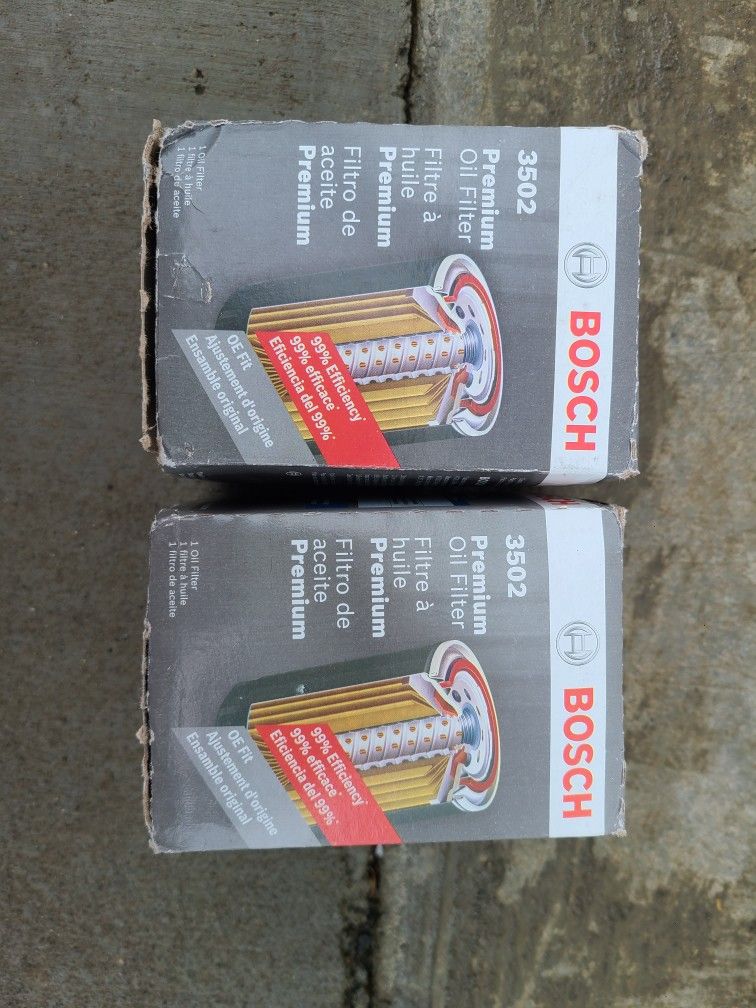 BOSCH
3502
Premium
Oil Filter
Filtre à
huile
Premium
Filtro de
aceite
Premium
99% Efficiency*
99% efficace*
Eficiencia del 99%*
OE Fit
Ajustement d'origine
Ensamble original
1 Oil Filter
1 filtre à huile
1 filtro de aceite
BOSCH
3502
Premium
Oil Filter
Filtre à
huile
Premium
Filtro de
aceite
Premium
99% Efficiency*
99% efficace*
Eficiencia del 99%*
OE Fit
Ajustement d'origine
Ensamble original
1 Oil Filter
1 filtre à huile
1 filtro de aceite